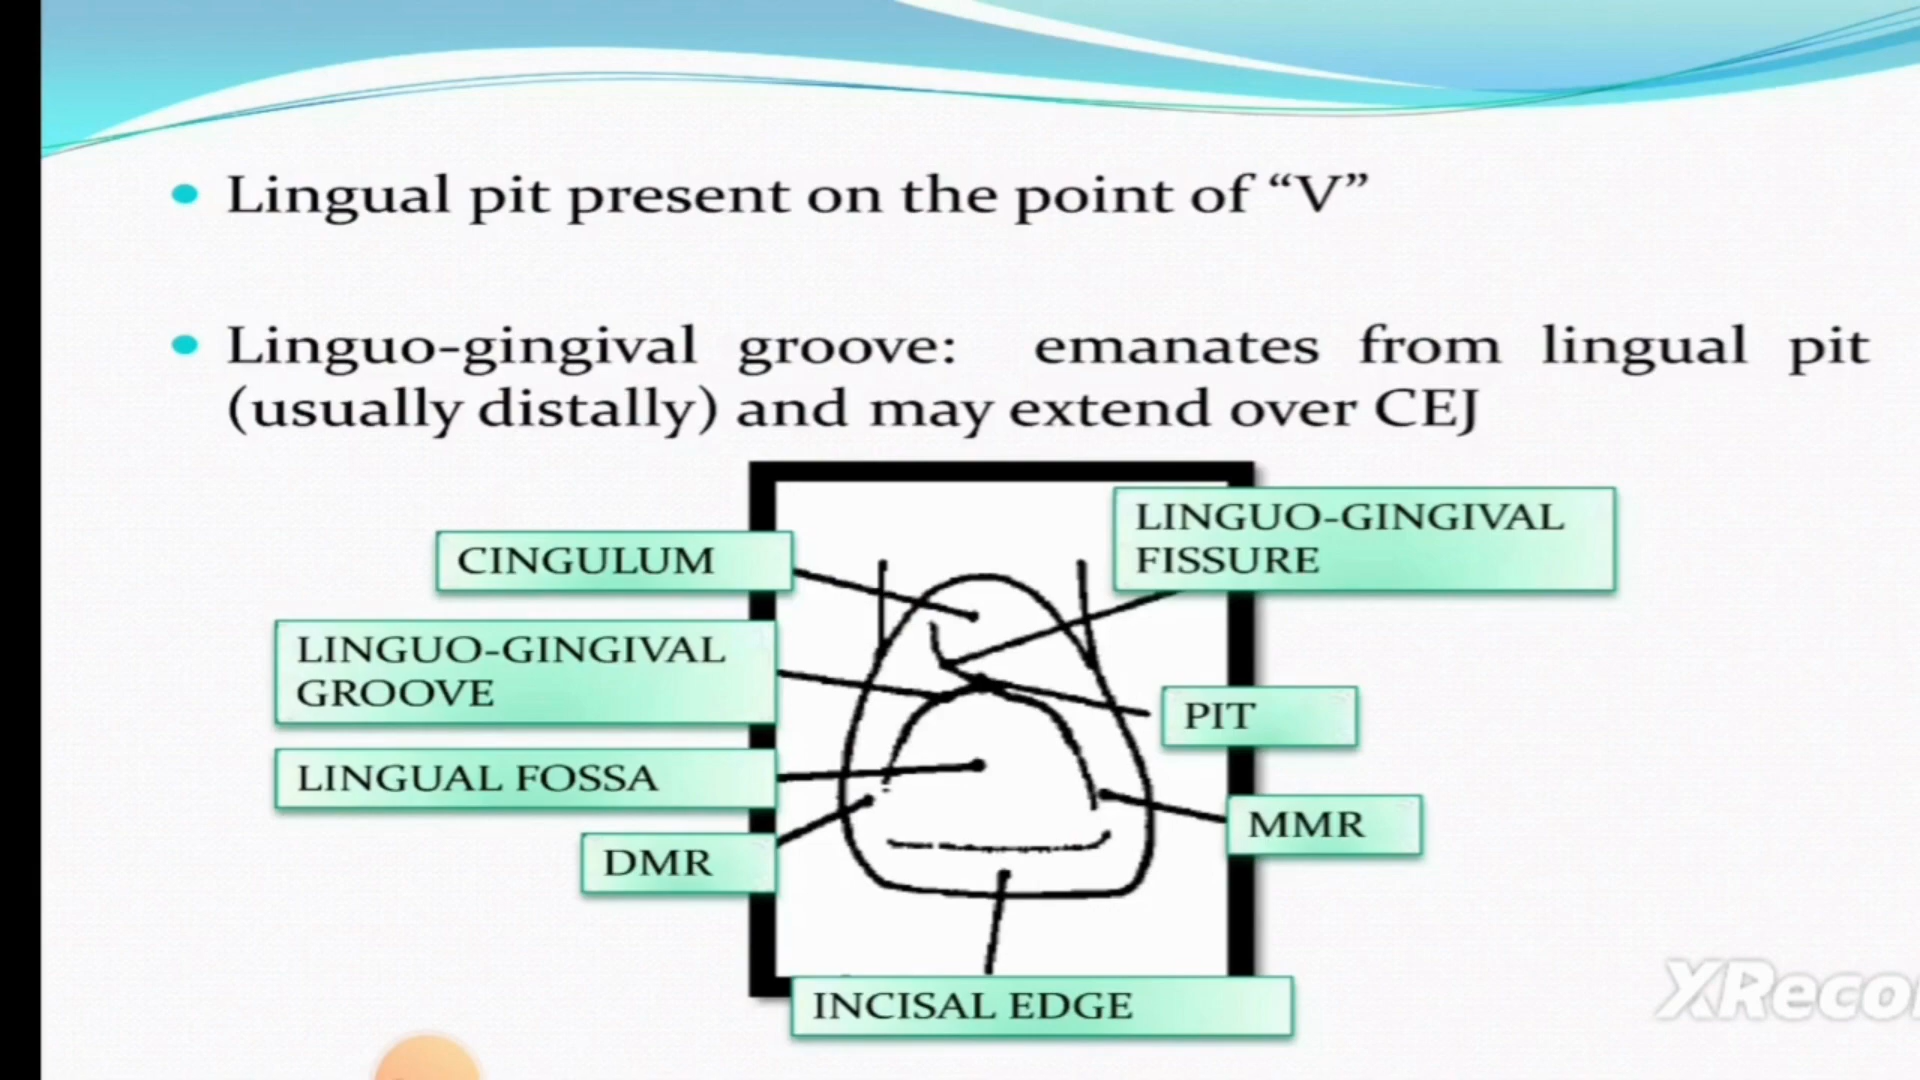 Lingual pit present on the point of “V”
Linguo-gingival groove: emanates from lingual pit
(usually distally) and may extend over CEJ
CINGULUM
LINGUO-GINGIVAL
FISSURE
LINGUO-GINGIVAL
GROOVE
PIT
LINGUAL FOSSA
MMR
DMR
INCISAL EDGE